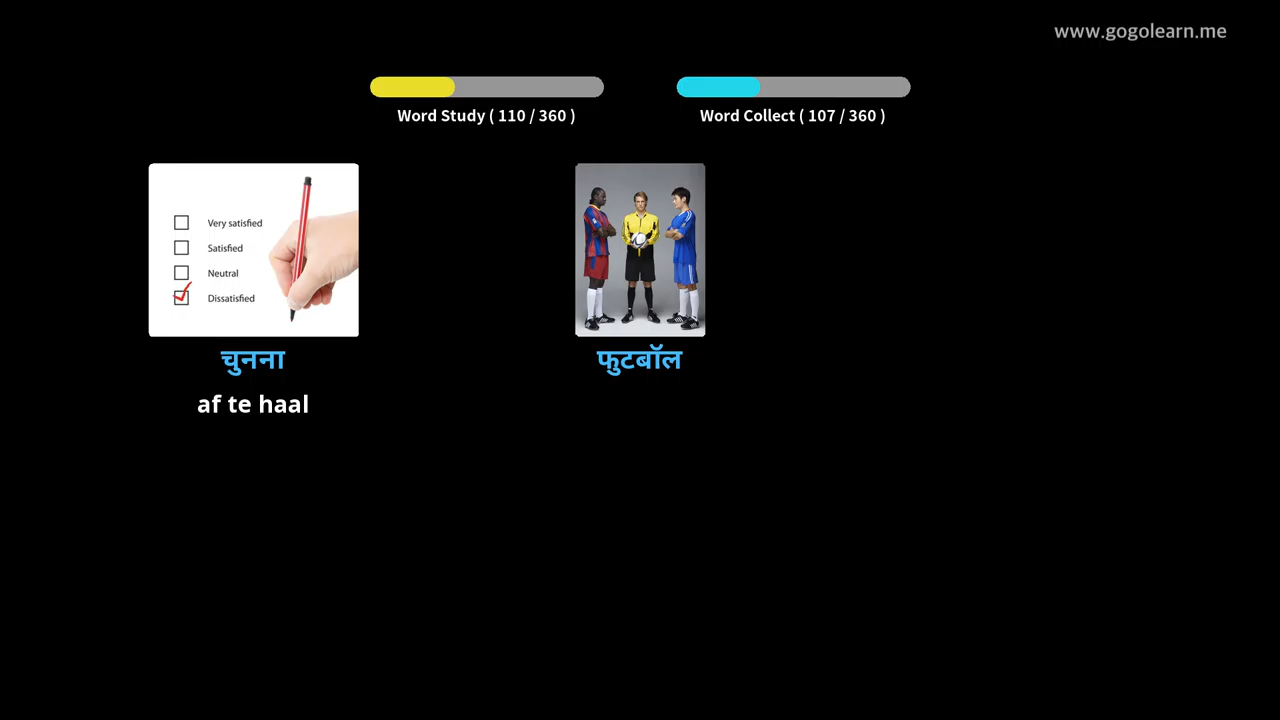 www.gogolearn.me
Word Study ( 110 / 360 )
Word Collect ( 107 / 360 )
Very satisfied
Satisfied
Neutral
Dissatisfied
चुनना
फुटबॉल
af te haal